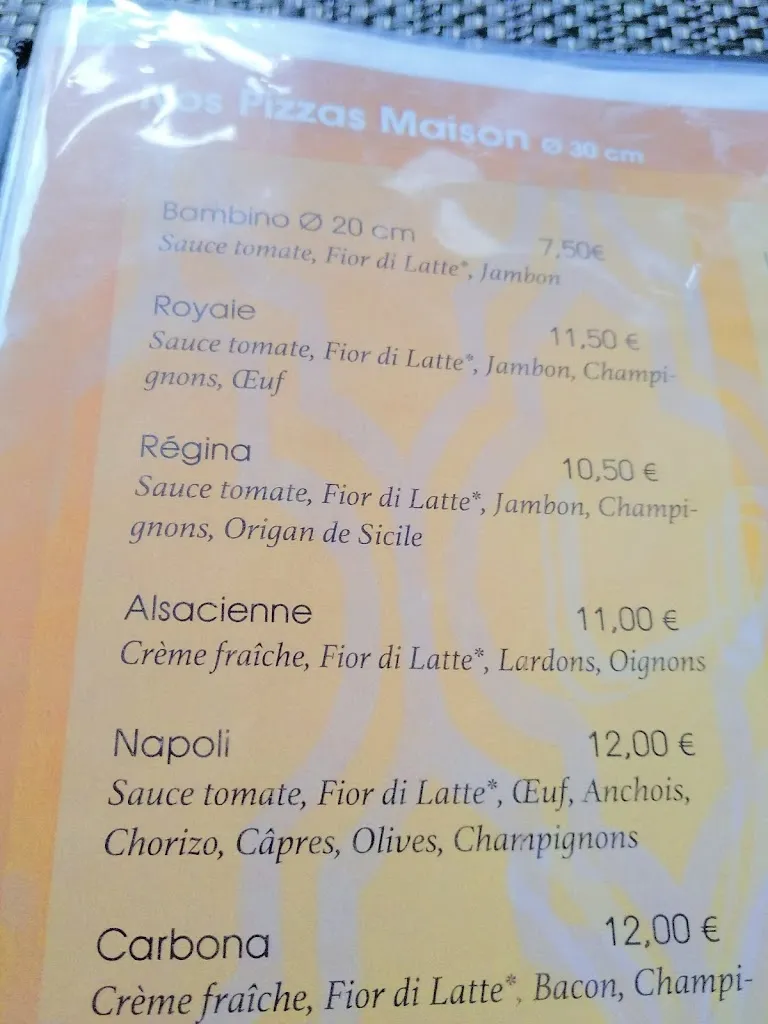 Nos Pizzas Maison Ø 30 cm
Bambino Ø 20 cm 7,50€
Sauce tomate, Fior di Latte*, Jambon
Royale 11,50 €
Sauce tomate, Fior di Latte*, Jambon, Champi-
gnons, Œuf
Régina 10,50 €
Sauce tomate, Fior di Latte*, Jambon, Champi-
gnons, Origan de Sicile
Alsacienne 11,00 €
Crème fraîche, Fior di Latte*, Lardons, Oignons
Napoli 12,00 €
Sauce tomate, Fior di Latte*, Œuf, Anchois,
Chorizo, Câpres, Olives, Champignons
Carbona 12,00 €
Crème fraîche, Fior di Latte*, Bacon, Champi-